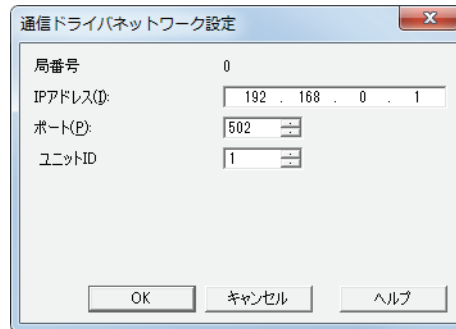 通信ドライバネットワーク設定
局番号 0
IPアドレス(I): 192 . 168 . 0 . 1
ポート(P): 502
ユニットID 1
OK キャンセル ヘルプ